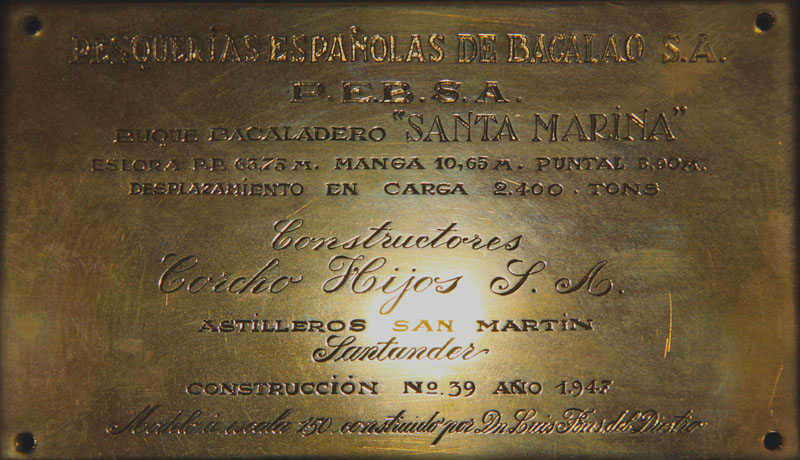 PESQUERÍAS ESPAÑOLAS DE BACALAO S.A.
P.E.B.S.A.
BUQUE BACALADERO "SANTA MARINA"
ESLORA P.P. 63,75 M. MANGA 10,65 M. PUNTAL 5,90 M.
DESPLAZAMIENTO EN CARGA 2.400 . TONS
Constructores
Corcho Hijos S. A.
ASTILLEROS SAN MARTIN
Santander
CONSTRUCCIÓN Nº. 39 AÑO 1.947
Modelo à escala 1/50 construido por Dn Luis del